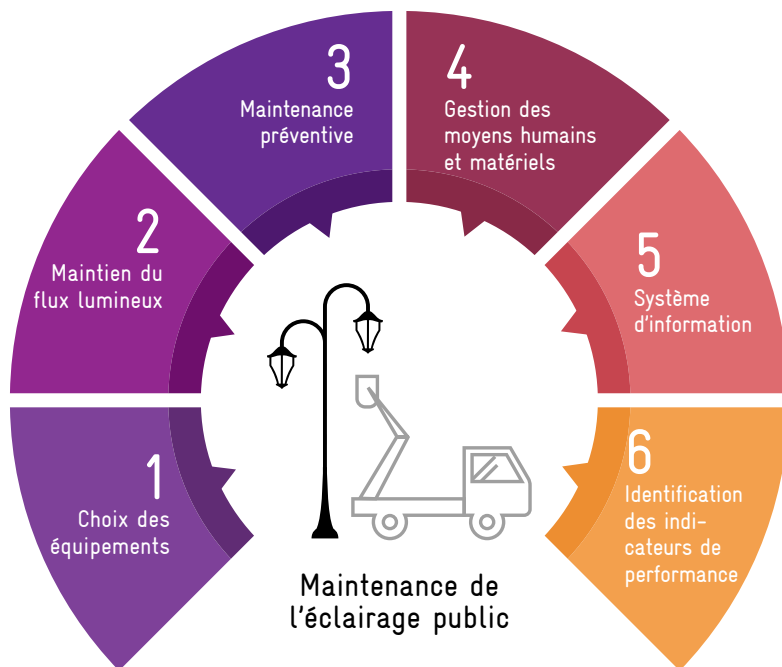 1
Choix des
équipements
2
Maintien du
flux lumineux
3
Maintenance
préventive
4
Gestion des
moyens humains
et matériels
5
Système
d'information
6
Identification
des indi-
cateurs de
performance
Maintenance de
l'éclairage public